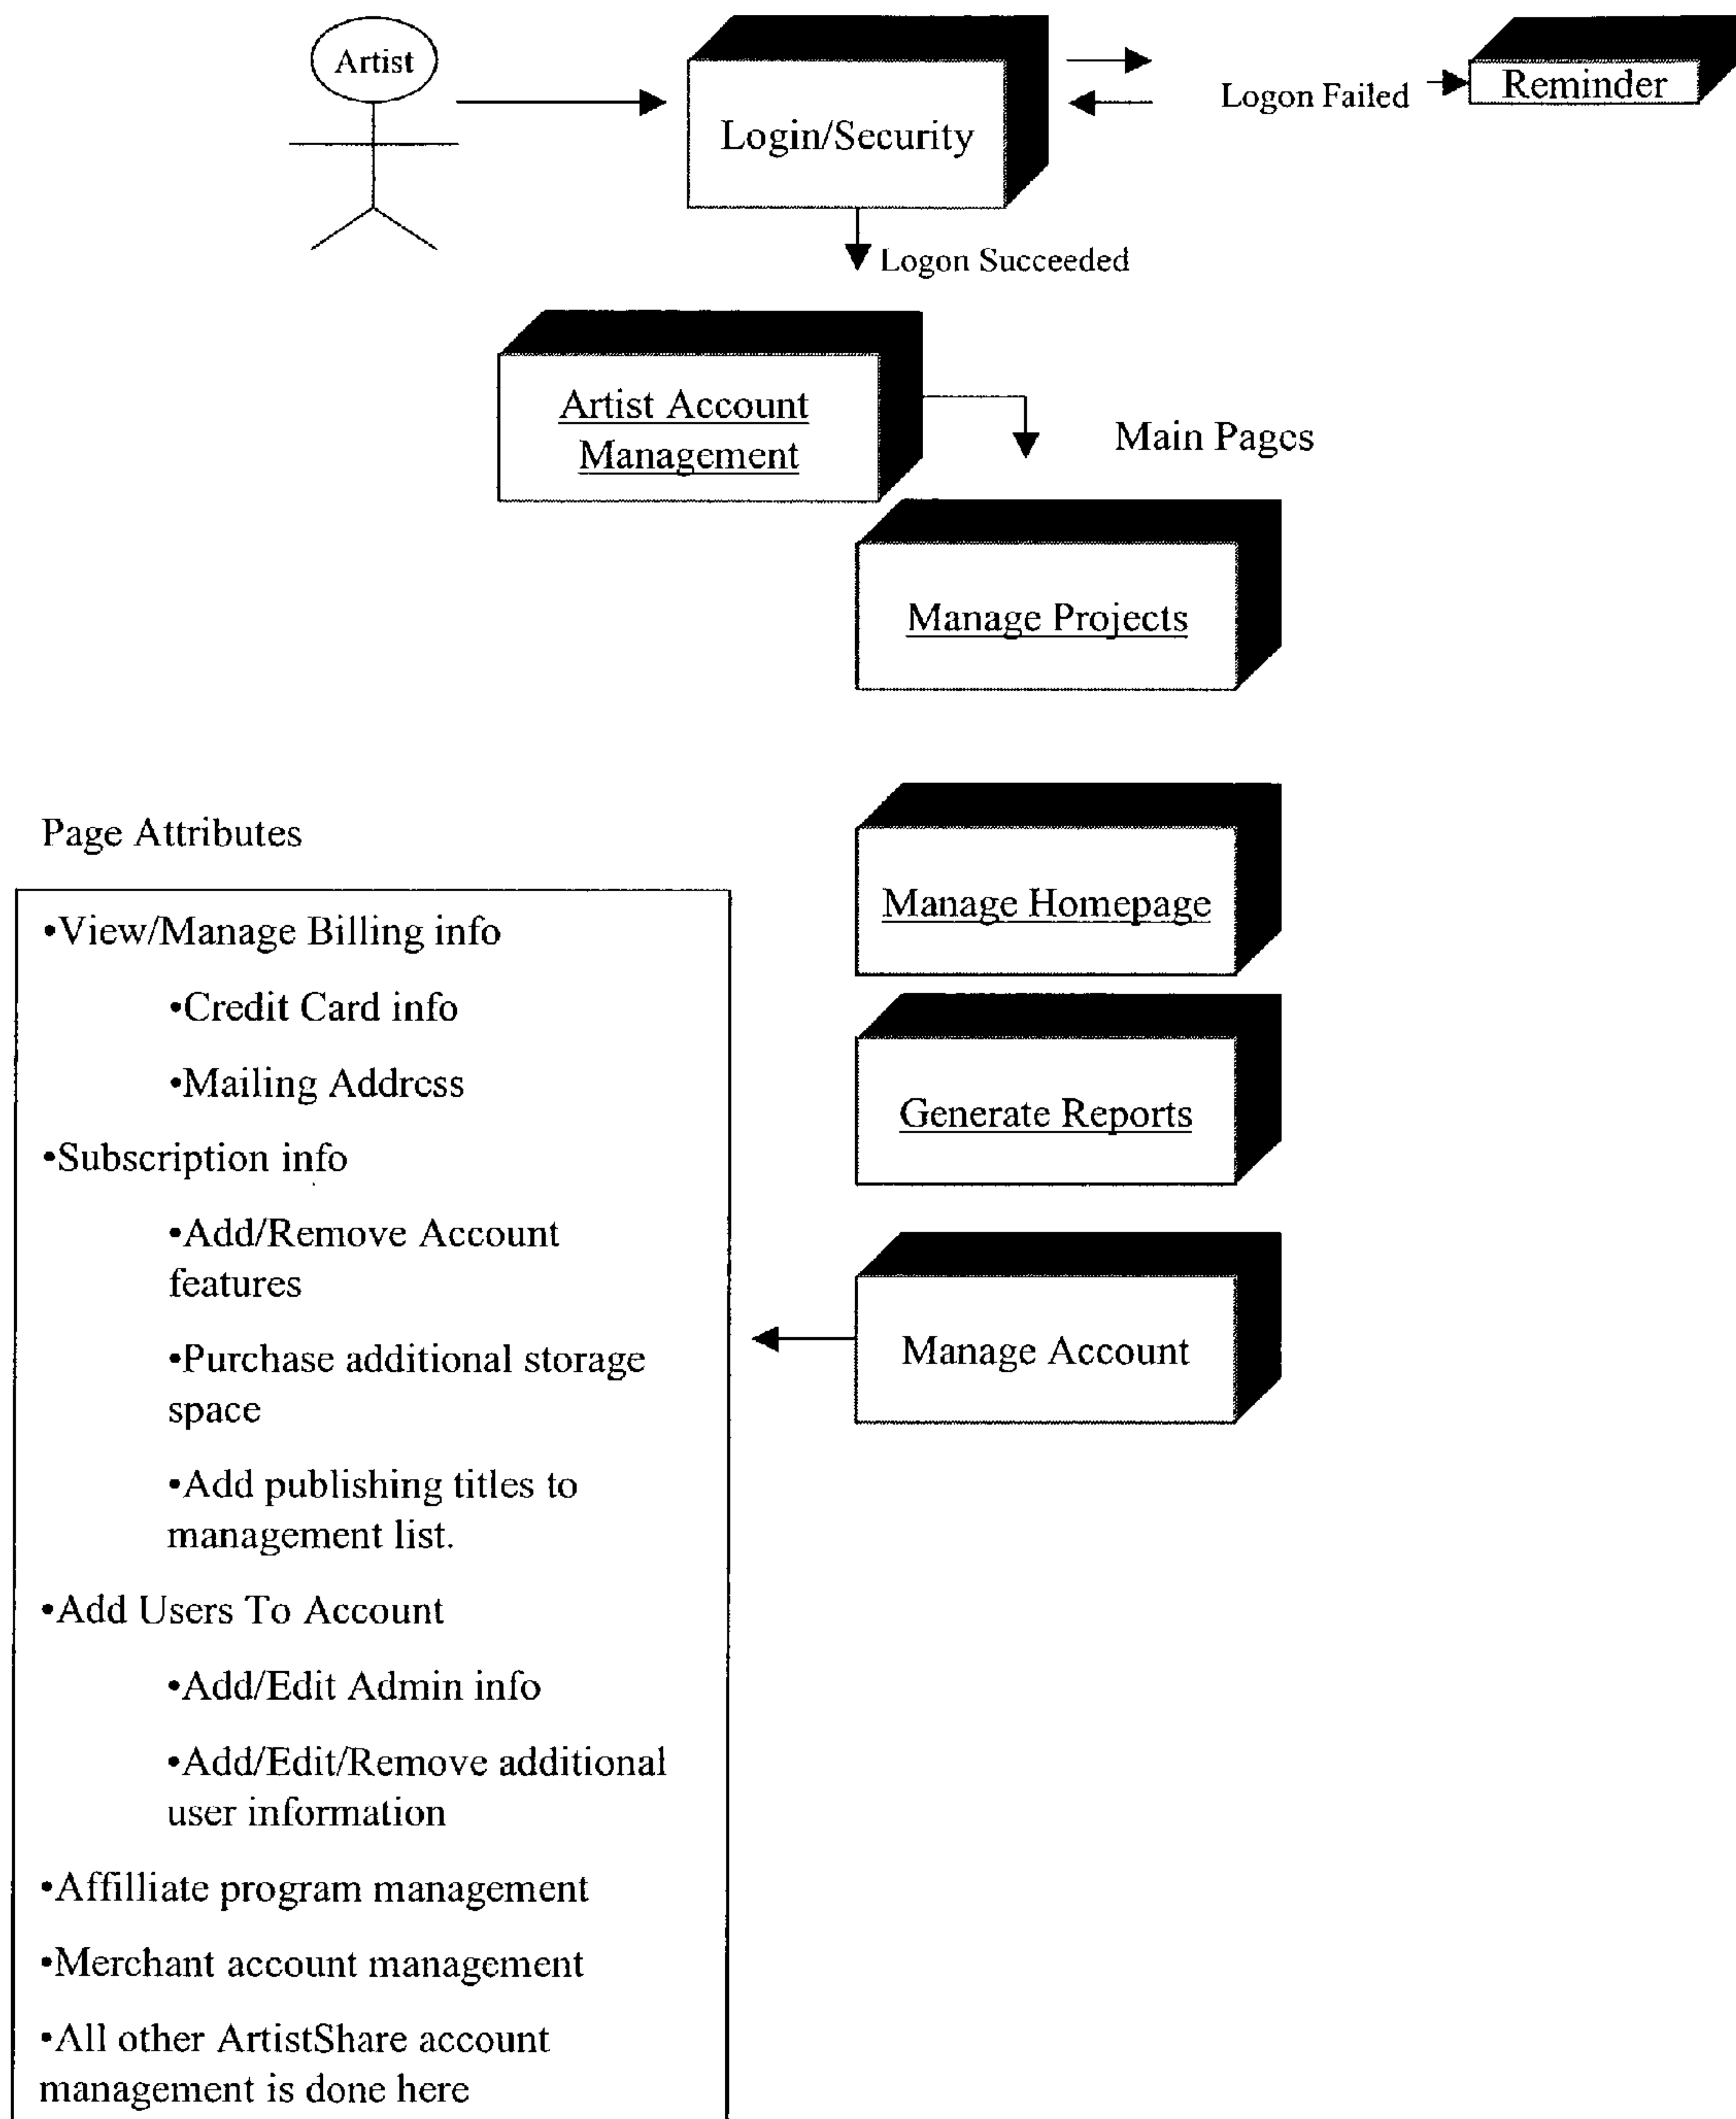 Artist
Login/Security
Logon Failed
Reminder
Logon Succeeded
Artist Account
Management
Main Pages
Manage Projects
Manage Homepage
Generate Reports
Manage Account
Page Attributes
•View/Manage Billing info
•Credit Card info
•Mailing Address
•Subscription info
•Add/Remove Account
features
•Purchase additional storage
space
•Add publishing titles to
management list.
•Add Users To Account
•Add/Edit Admin info
•Add/Edit/Remove additional
user information
•Affilliate program management
•Merchant account management
•All other ArtistShare account
management is done here